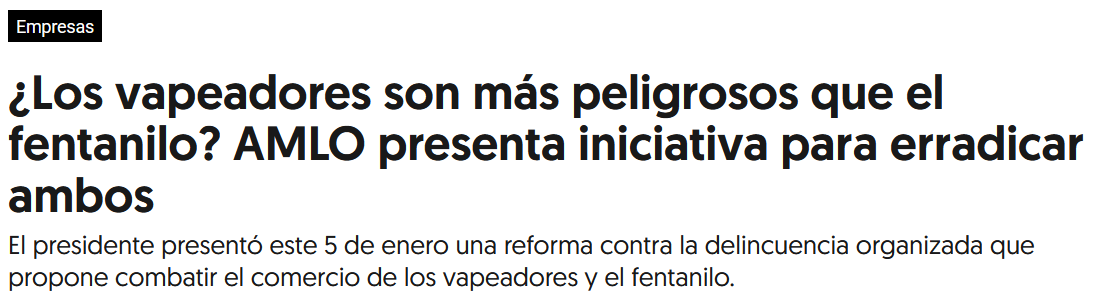 Empresas
¿Los vapeadores son más peligrosos que el
fentanilo? AMLO presenta iniciativa para erradicar
ambos
El presidente presentó este 5 de enero una reforma contra la delincuencia organizada que
propone combatir el comercio de los vapeadores y el fentanilo.